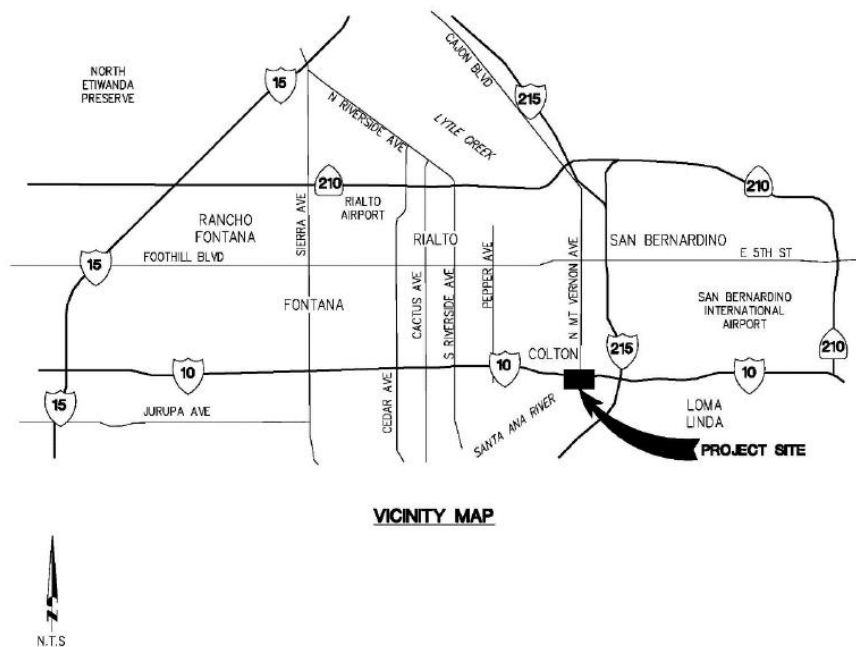 CAJON BLVD
NORTH
ETIWANDA
PRESERVE
15
215
N RIVERSIDE AVE
LYTLE CREEK
210
210
RIALTO
AIRPORT
SIERRA AVE
RANCHO
FONTANA
RIALTO
PEPPER AVE
N MT VERNON AVE
SAN BERNARDINO
E 5TH ST
FOOTHILL BLVD
15
FONTANA
CACTUS AVE
S RIVERSIDE AVE
SAN BERNARDINO
INTERNATIONAL
AIRPORT
COLTON
215
210
10
10
10
CEDAR AVE
15
JURUPA AVE
SANTA ANA RIVER
LOMA
LINDA
PROJECT SITE
VICINITY MAP
N
N.T.S